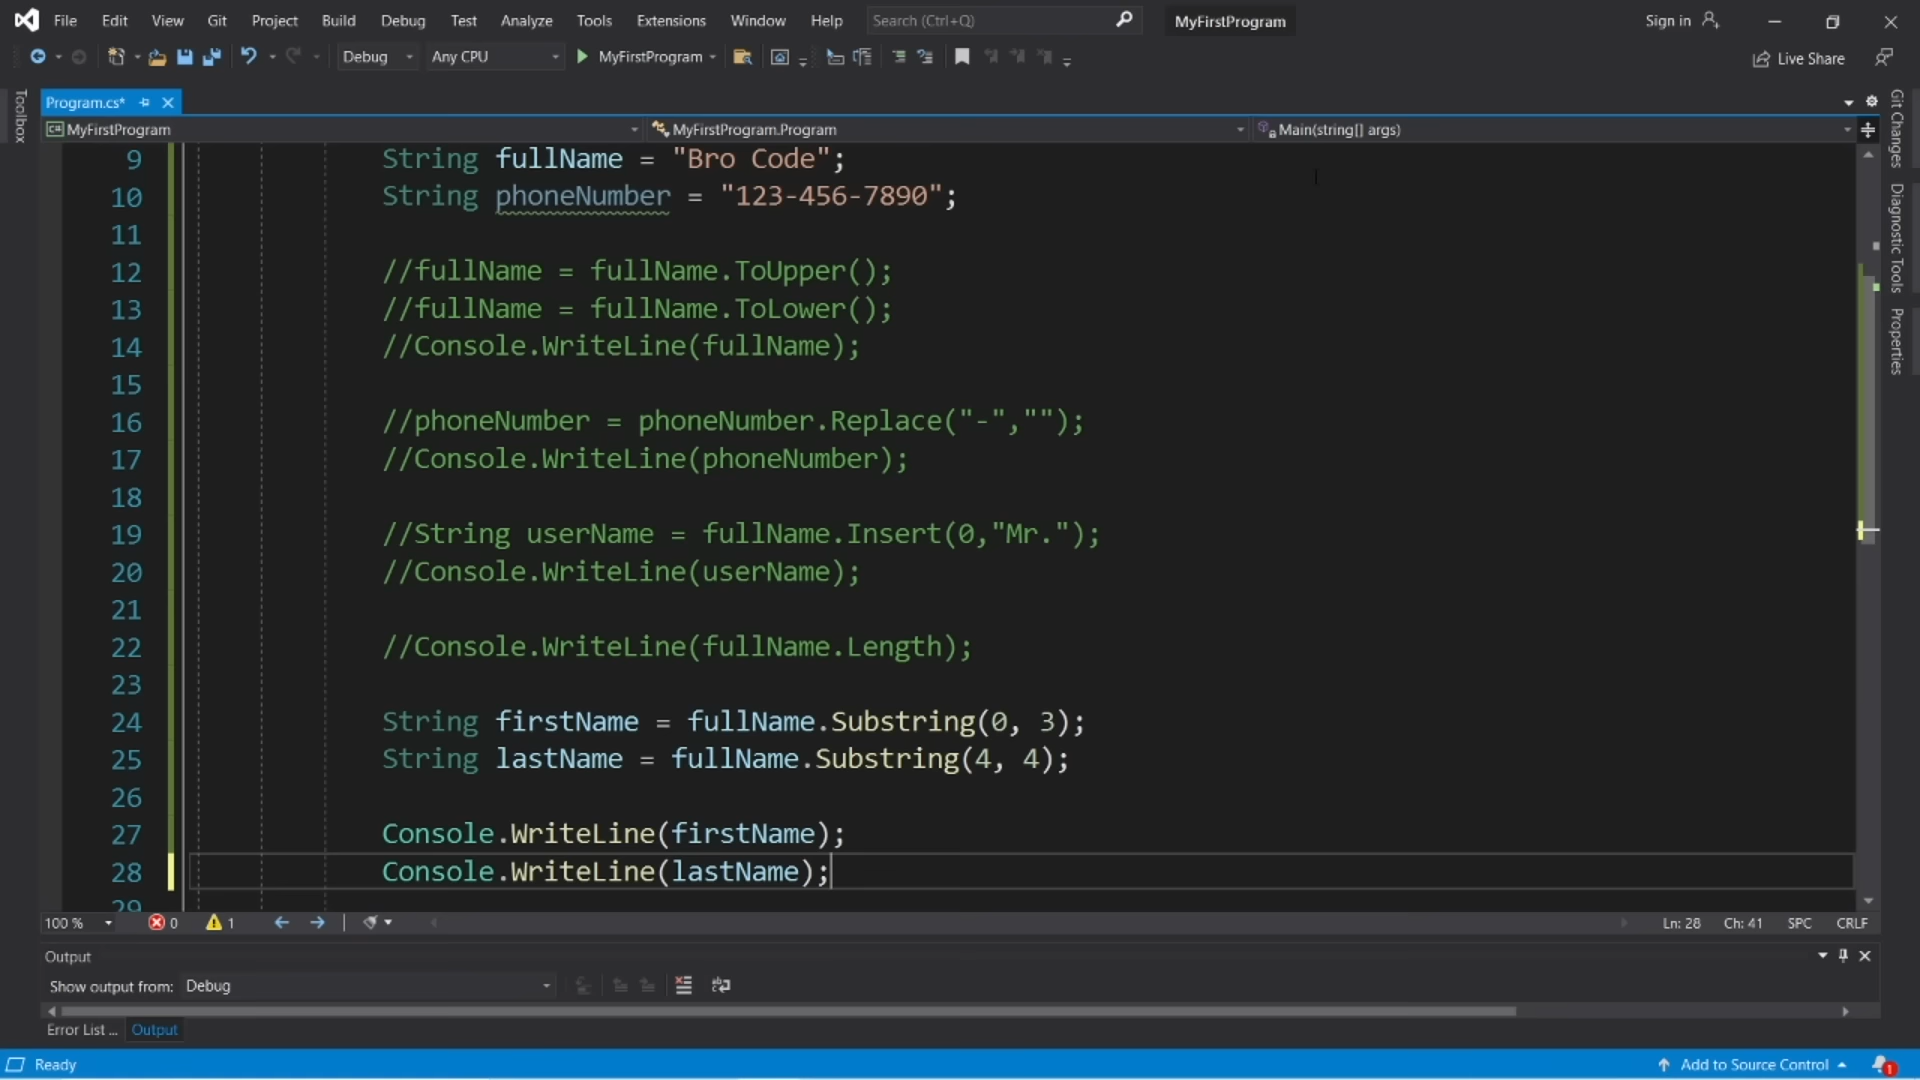 File Edit View Git Project Build Debug Test Analyze Tools Extensions Window Help Search (Ctrl+Q) MyFirstProgram Sign in
Debug Any CPU MyFirstProgram Live Share
Toolbox
Program.cs*
MyFirstProgram MyFirstProgram.Program Main(string[] args)
9 String fullName = "Bro Code";
10 String phoneNumber = "123-456-7890";
11
12 //fullName = fullName.ToUpper();
13 //fullName = fullName.ToLower();
14 //Console.WriteLine(fullName);
15
16 //phoneNumber = phoneNumber.Replace("-","");
17 //Console.WriteLine(phoneNumber);
18
19 //String userName = fullName.Insert(0,"Mr.");
20 //Console.WriteLine(userName);
21
22 //Console.WriteLine(fullName.Length);
23
24 String firstName = fullName.Substring(0, 3);
25 String lastName = fullName.Substring(4, 4);
26
27 Console.WriteLine(firstName);
28 Console.WriteLine(lastName);
29
Git Changes
Diagnostic Tools
Properties
100 % 0 1 Ln: 28 Ch: 41 SPC CRLF
Output
Show output from: Debug
Error List ... Output
Ready Add to Source Control 1